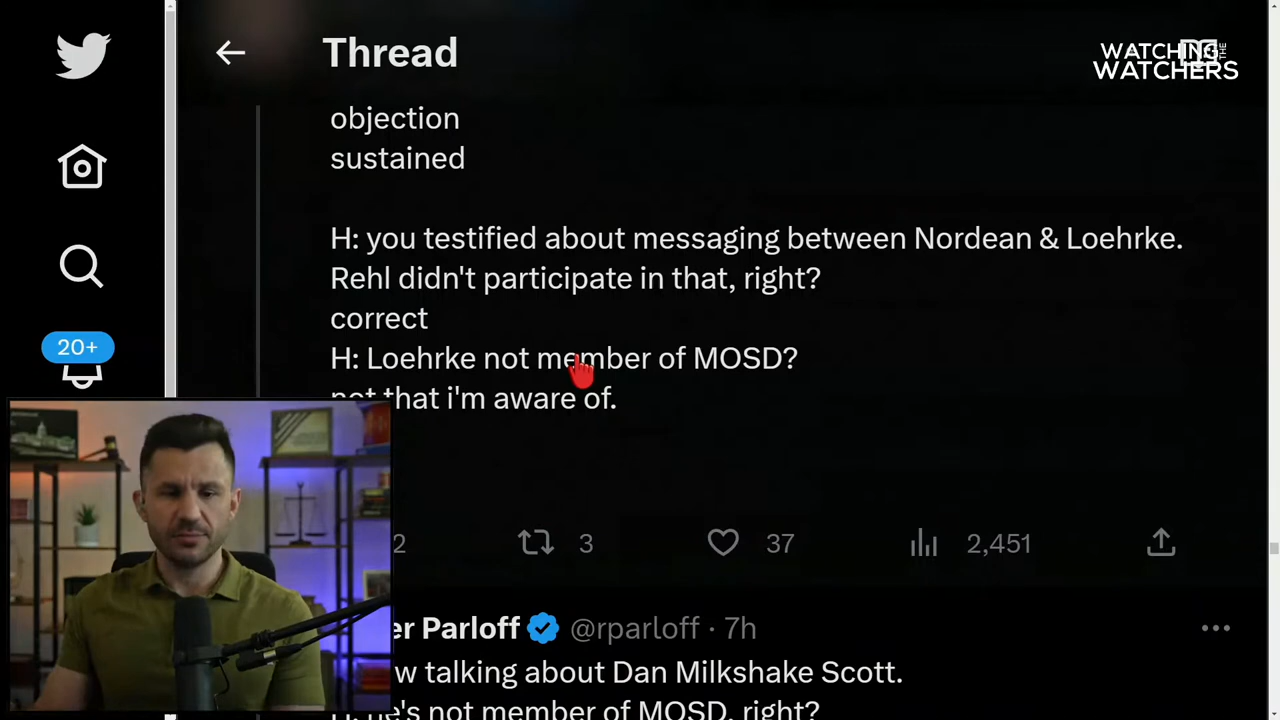 Thread
WATCHING THE
WATCHERS
objection
sustained
H: you testified about messaging between Nordean & Loehrke.
Rehl didn't participate in that, right?
correct
H: Loehrke not member of MOSD?
not that i'm aware of.
20+
2 3 37 2,451
er Parloff @rparloff · 7h
w talking about Dan Milkshake Scott.
H: he's not member of MOSD, right?